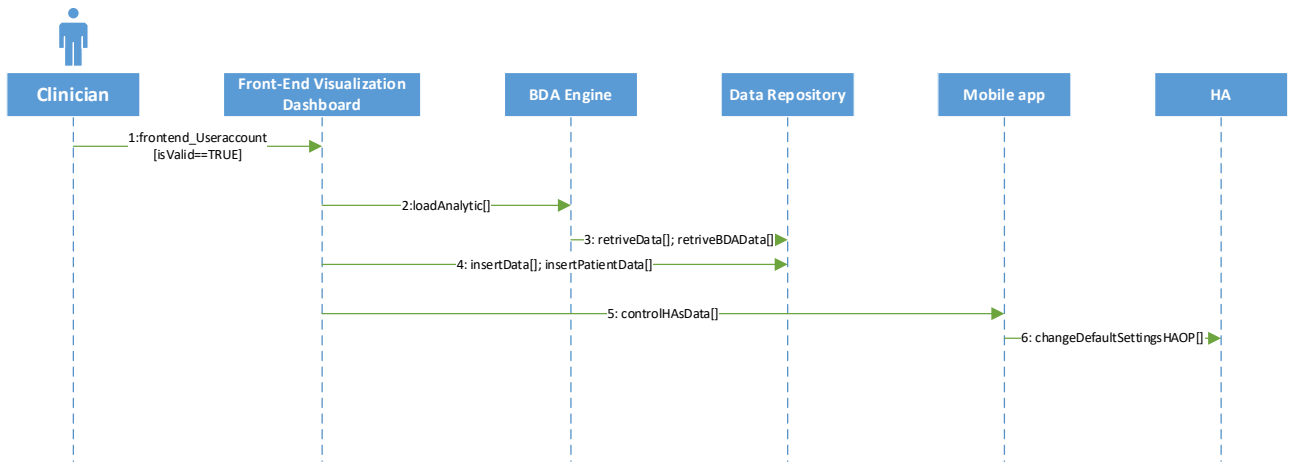 Clinician
Front-End Visualization
Dashboard
BDA Engine
Data Repository
Mobile app
HA
1:frontend_Useraccount
[isValid==TRUE]
2:loadAnalytic[]
3: retriveData[]; retriveBDAData[]
4: insertData[]; insertPatientData[]
5: controlHAsData[]
6: changeDefaultSettingsHAOP[]